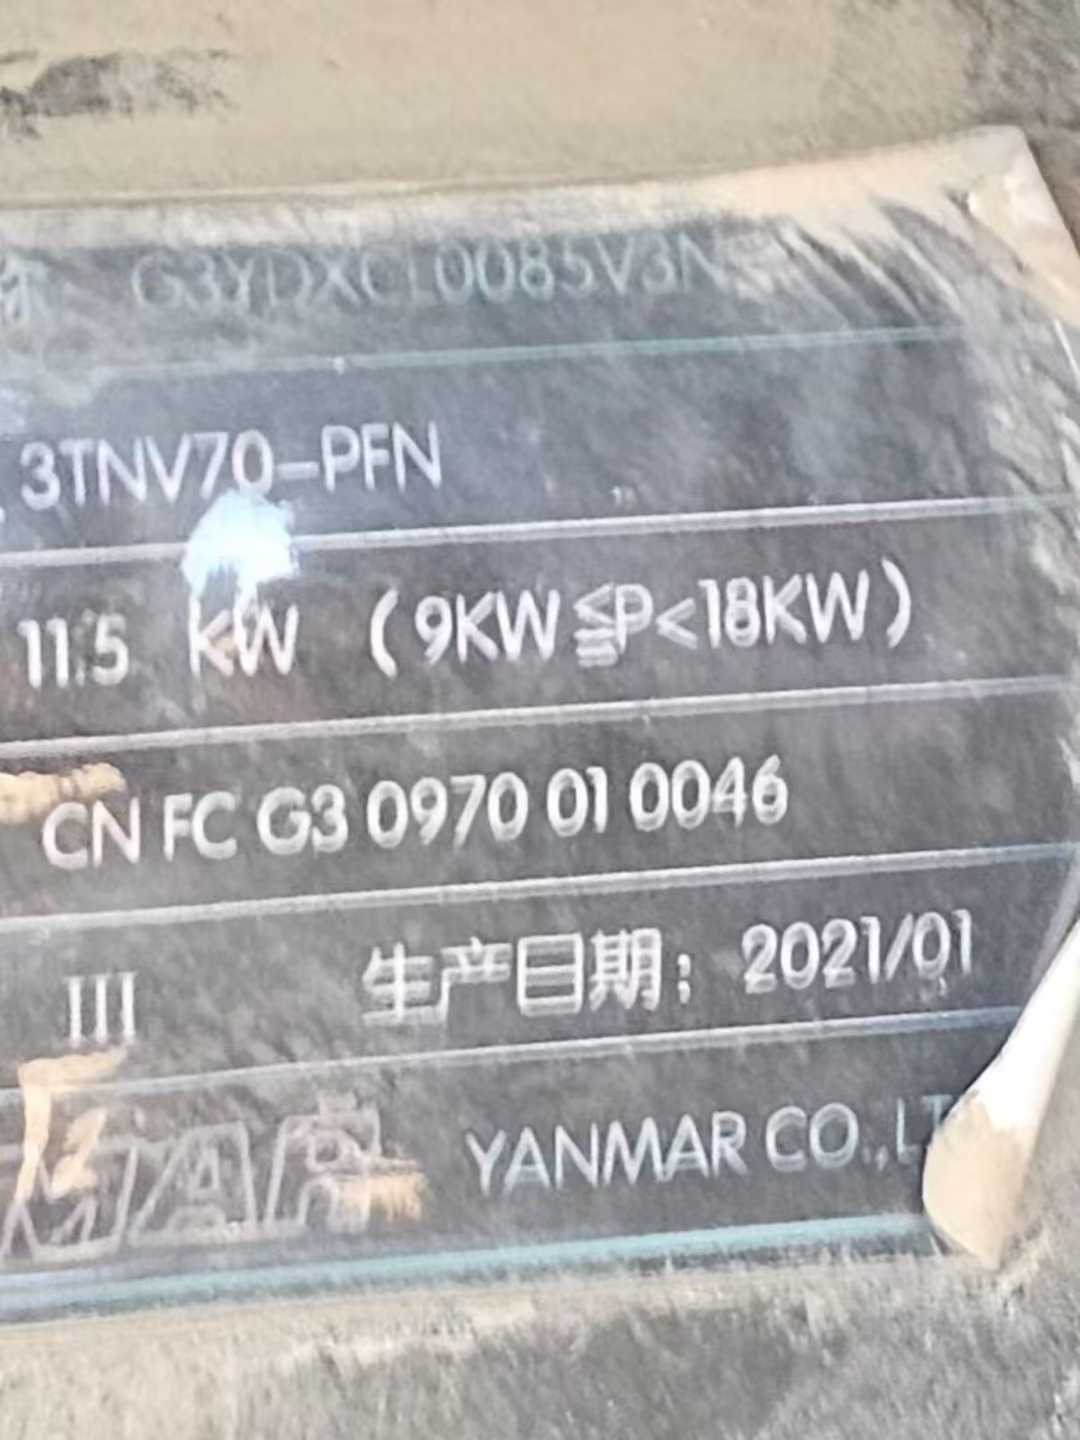 G3YDXCL0085V3N
3TNV70-PFN
11.5 KW (9KW≦P<18KW)
CN FC G3 0970 01 0046
III 生产日期: 2021/01
YANMAR CO.,LT